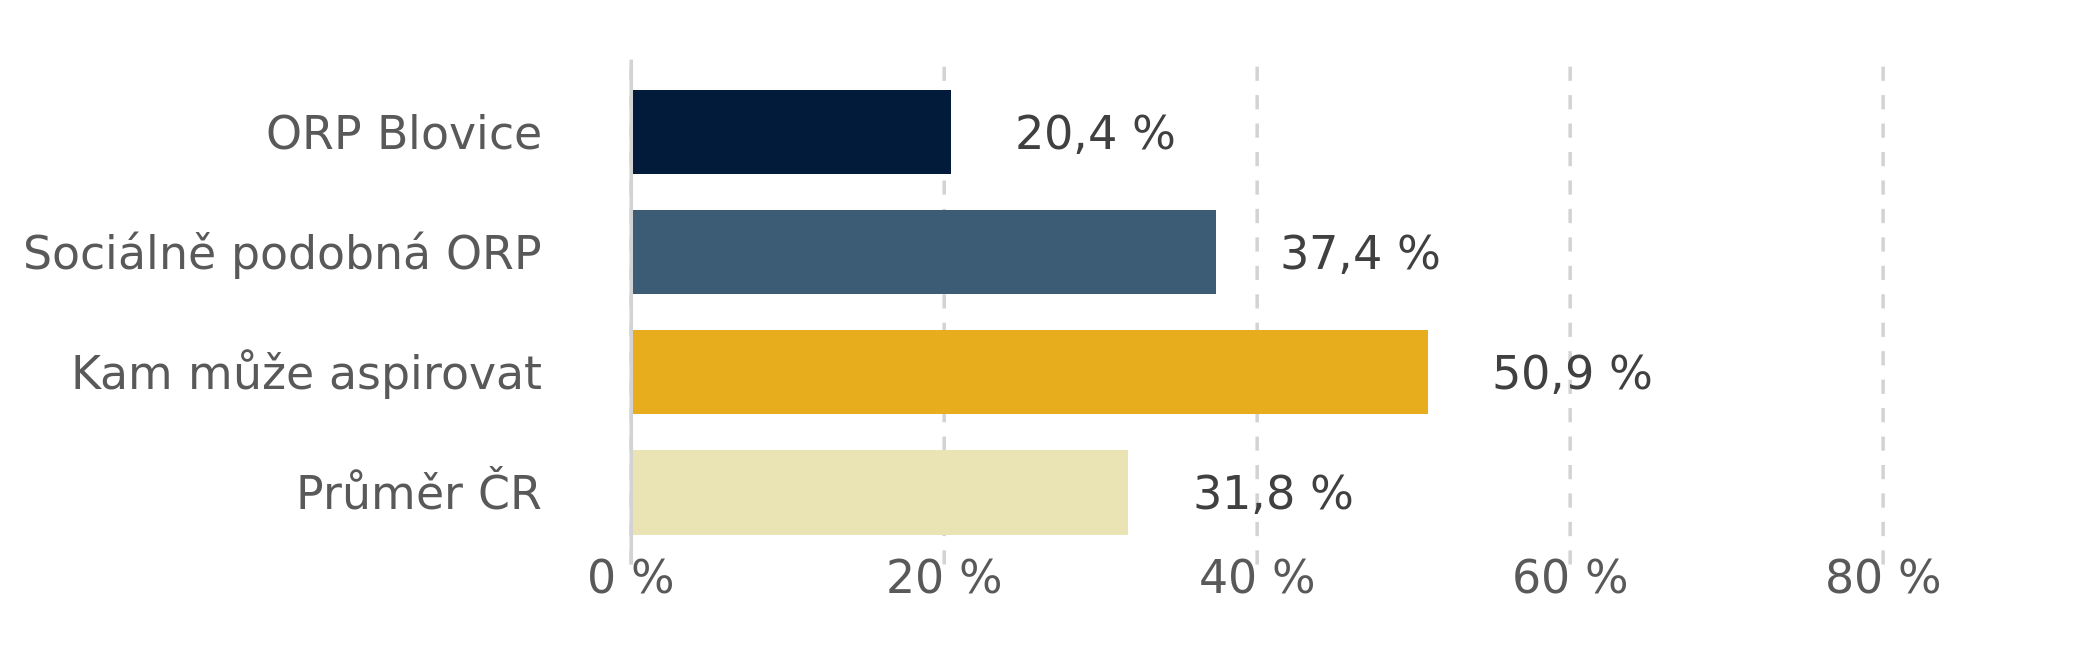 ORP Blovice 20,4 %
Sociálně podobná ORP 37,4 %
Kam může aspirovat 50,9 %
Průměr ČR 31,8 %
0 % 20 % 40 % 60 % 80 %